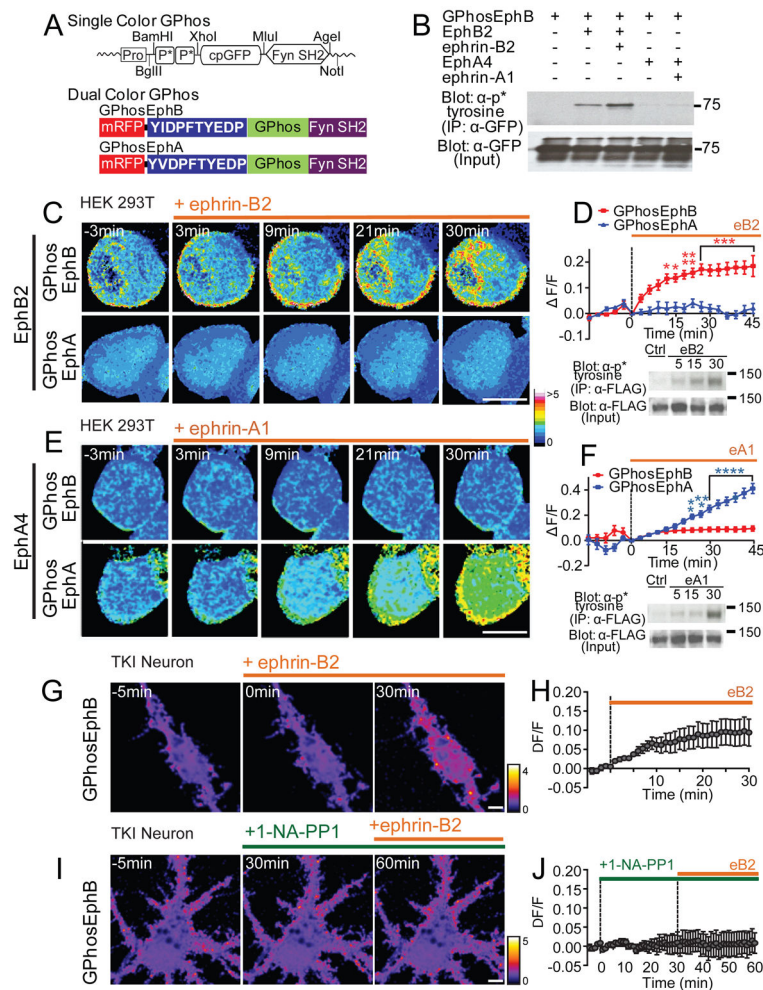 A
Single Color GPhos
BamHI XhoI MluI AgeI
Pro P* P* cpGFP Fyn SH2
BglII NotI
Dual Color GPhos
GPhosEphB
mRFP YIDPFTYEDP GPhos Fyn SH2
GPhosEphA
mRFP YVDPFTYEDP GPhos Fyn SH2
B
GPhosEphB + + + + +
EphB2 - + + - -
ephrin-B2 - - + - -
EphA4 - - - + +
ephrin-A1 - - - - +
Blot: α-p*
tyrosine
(IP: α-GFP)
75
Blot: α-GFP
(Input)
75
C
HEK 293T + ephrin-B2
-3min 3min 9min 21min 30min
EphB2
GPhos
EphB
GPhos
EphA
>5
0
D
GPhosEphB
GPhosEphA
eB2
** ** ** ***
Δ F/F
0.2
0.1
0.0
-0.1
0 15 30 45
Time (min)
Ctrl eB2
5 15 30
Blot: α-p*
tyrosine
(IP: α-FLAG)
150
Blot: α-FLAG
(Input)
150
E
HEK 293T + ephrin-A1
-3min 3min 9min 21min 30min
EphA4
GPhos
EphB
GPhos
EphA
F
eA1
GPhosEphB
GPhosEphA
****
Δ F/F
0.4
0.2
0.0
0 15 30 45
Time (min)
Ctrl eA1
5 15 30
Blot: α-p*
tyrosine
(IP: α-FLAG)
150
Blot: α-FLAG
(Input)
150
G
TKI Neuron + ephrin-B2
-5min 0min 30min
GPhosEphB
4
0
H
eB2
DF/F
0.20
0.15
0.10
0.05
0.00
-0.05
0 10 20 30
Time (min)
I
TKI Neuron +1-NA-PP1 +ephrin-B2
-5min 30min 60min
GPhosEphB
5
0
J
+1-NA-PP1 eB2
DF/F
0.20
0.15
0.10
0.05
0.00
-0.05
0 10 20 30 40 50 60
Time (min)